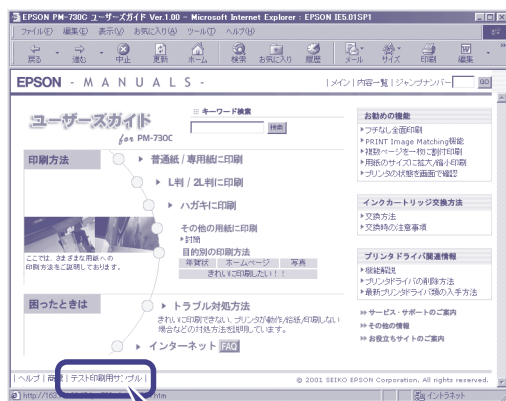 EPSON PM-730C ユーザーズガイド Ver.1.00 - Microsoft Internet Explorer : EPSON IE5.01SP1
ファイル(F) 編集(E) 表示(V) お気に入り(A) ツール(T) ヘルプ(H)
戻る 進む 中止 更新 ホーム 検索 お気に入り 履歴 メール サイズ 印刷 編集
EPSON - M A N U A L S -
|メイン|内容一覧|ジャンプナンバー GO
ユーザーズガイド
for PM-730C
キーワード検索
検索
印刷方法
普通紙 / 専用紙に印刷
L判 / 2L判に印刷
ハガキに印刷
その他の用紙に印刷
封筒
目的別の印刷方法
年賀状 ホームページ 写真
きれいに印刷したい!!
ここでは、さまざまな用紙への
印刷方法をご説明しております。
困ったときは
トラブル対処方法
きれいに印刷できない、プリンタが動作/給紙/印刷しない
場合などの対処方法を説明しています。
インターネット FAQ
お勧めの機能
フチなし全面印刷
PRINT Image Matching機能
複数ページを一枚に割付印刷
用紙のサイズに拡大/縮小印刷
プリンタの状態を画面で確認
インクカートリッジ交換方法
交換方法
交換時の注意事項
プリンタドライバ関連情報
機能解説
プリンタドライバの削除方法
最新プリンタドライバ類の入手方法
サービス・サポートのご案内
その他の情報
お役立ちサイトのご案内
|ヘルプ|商標|テスト印刷用サンプル|
© 2001 SEIKO EPSON Corporation. All rights reserved.
イントラネット